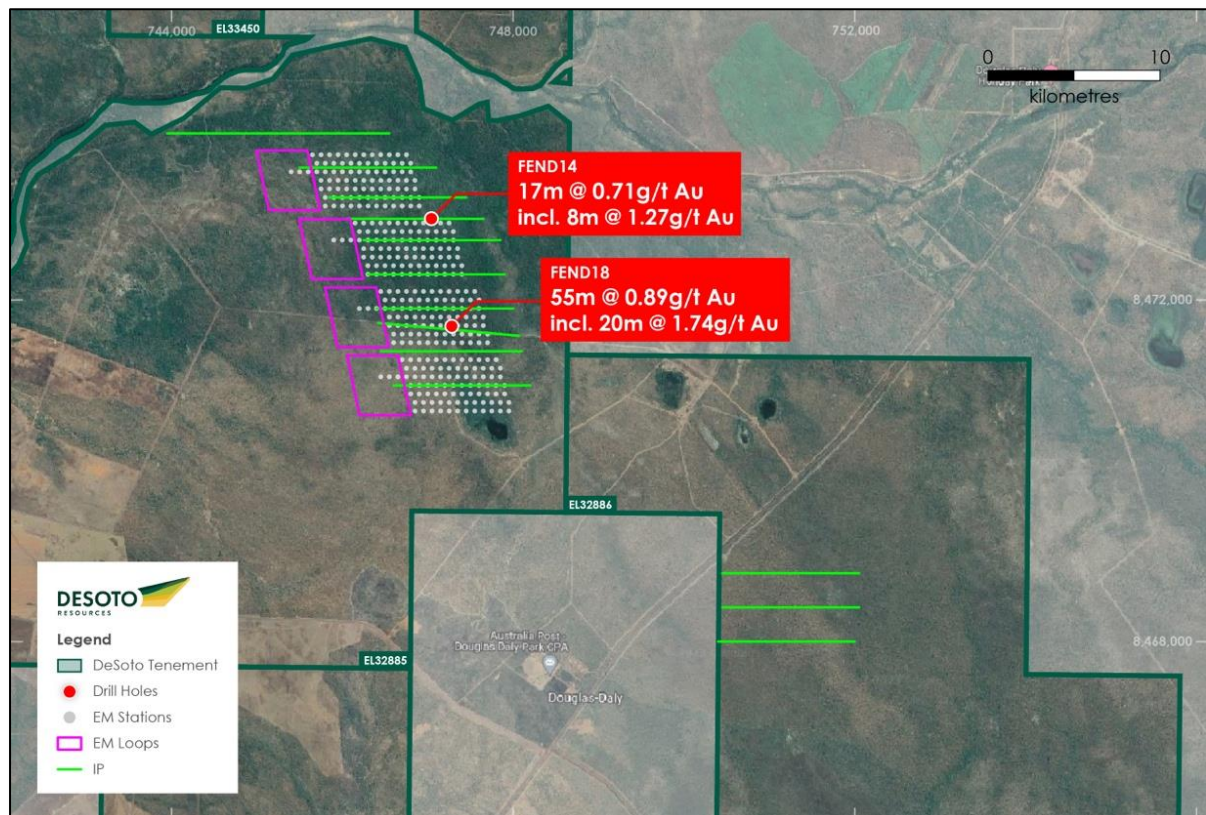 744,000
EL33450
748,000
752,000
0
10
kilometres
FEND14
17m @ 0.71g/t Au
incl. 8m @ 1.27g/t Au
FEND18
55m @ 0.89g/t Au
incl. 20m @ 1.74g/t Au
8,472,000
EL32886
DESOTO
RESOURCES
Legend
DeSoto Tenement
Drill Holes
EM Stations
EM Loops
IP
Australia Post
Douglas Daly Park CPA
EL32885
Douglas-Daly
8,468,000